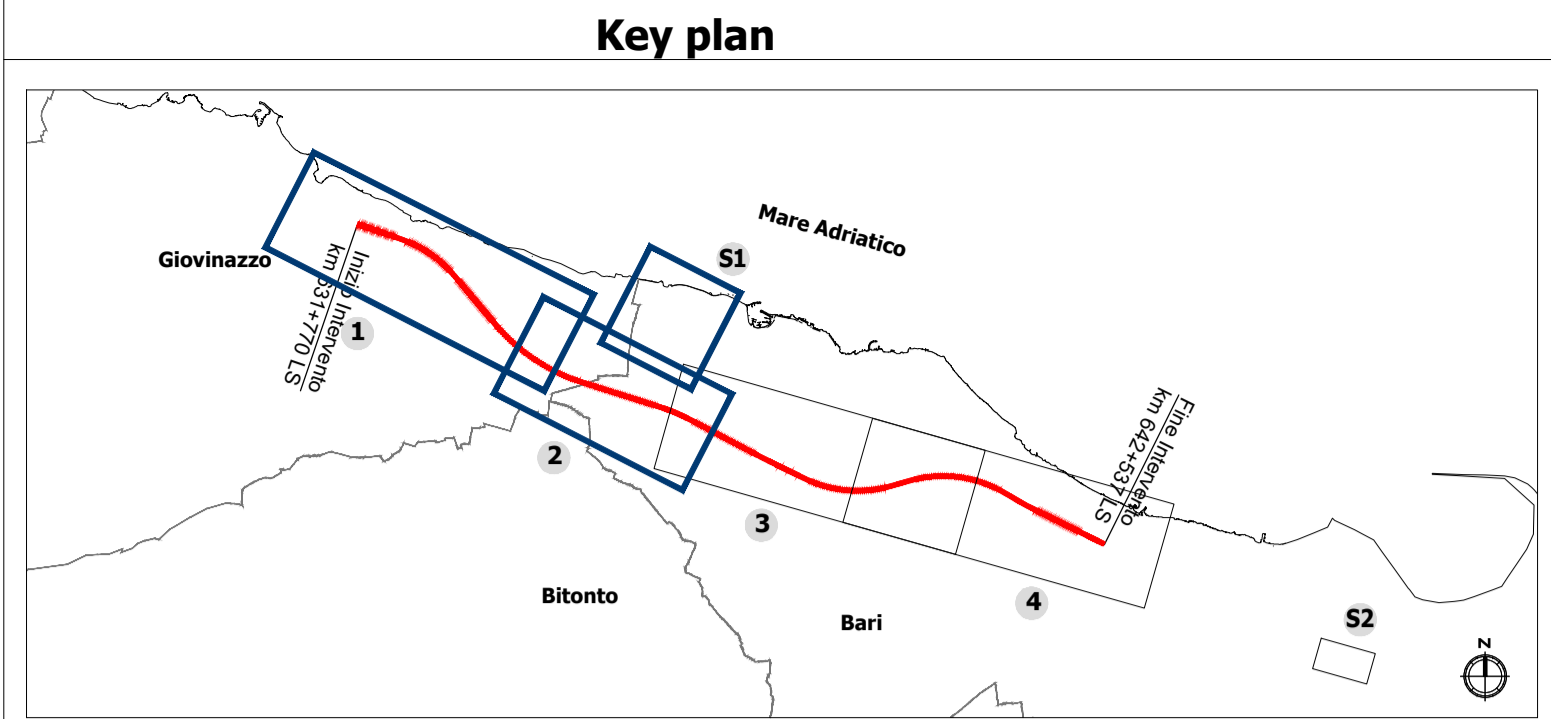 Key plan
Mare Adriatico
S1
Giovinazzo
Inizio Intervento
km 631+770 LS
1
2
3
Fine Intervento
km 642+537 LS
Bitonto
Bari
4
S2
N